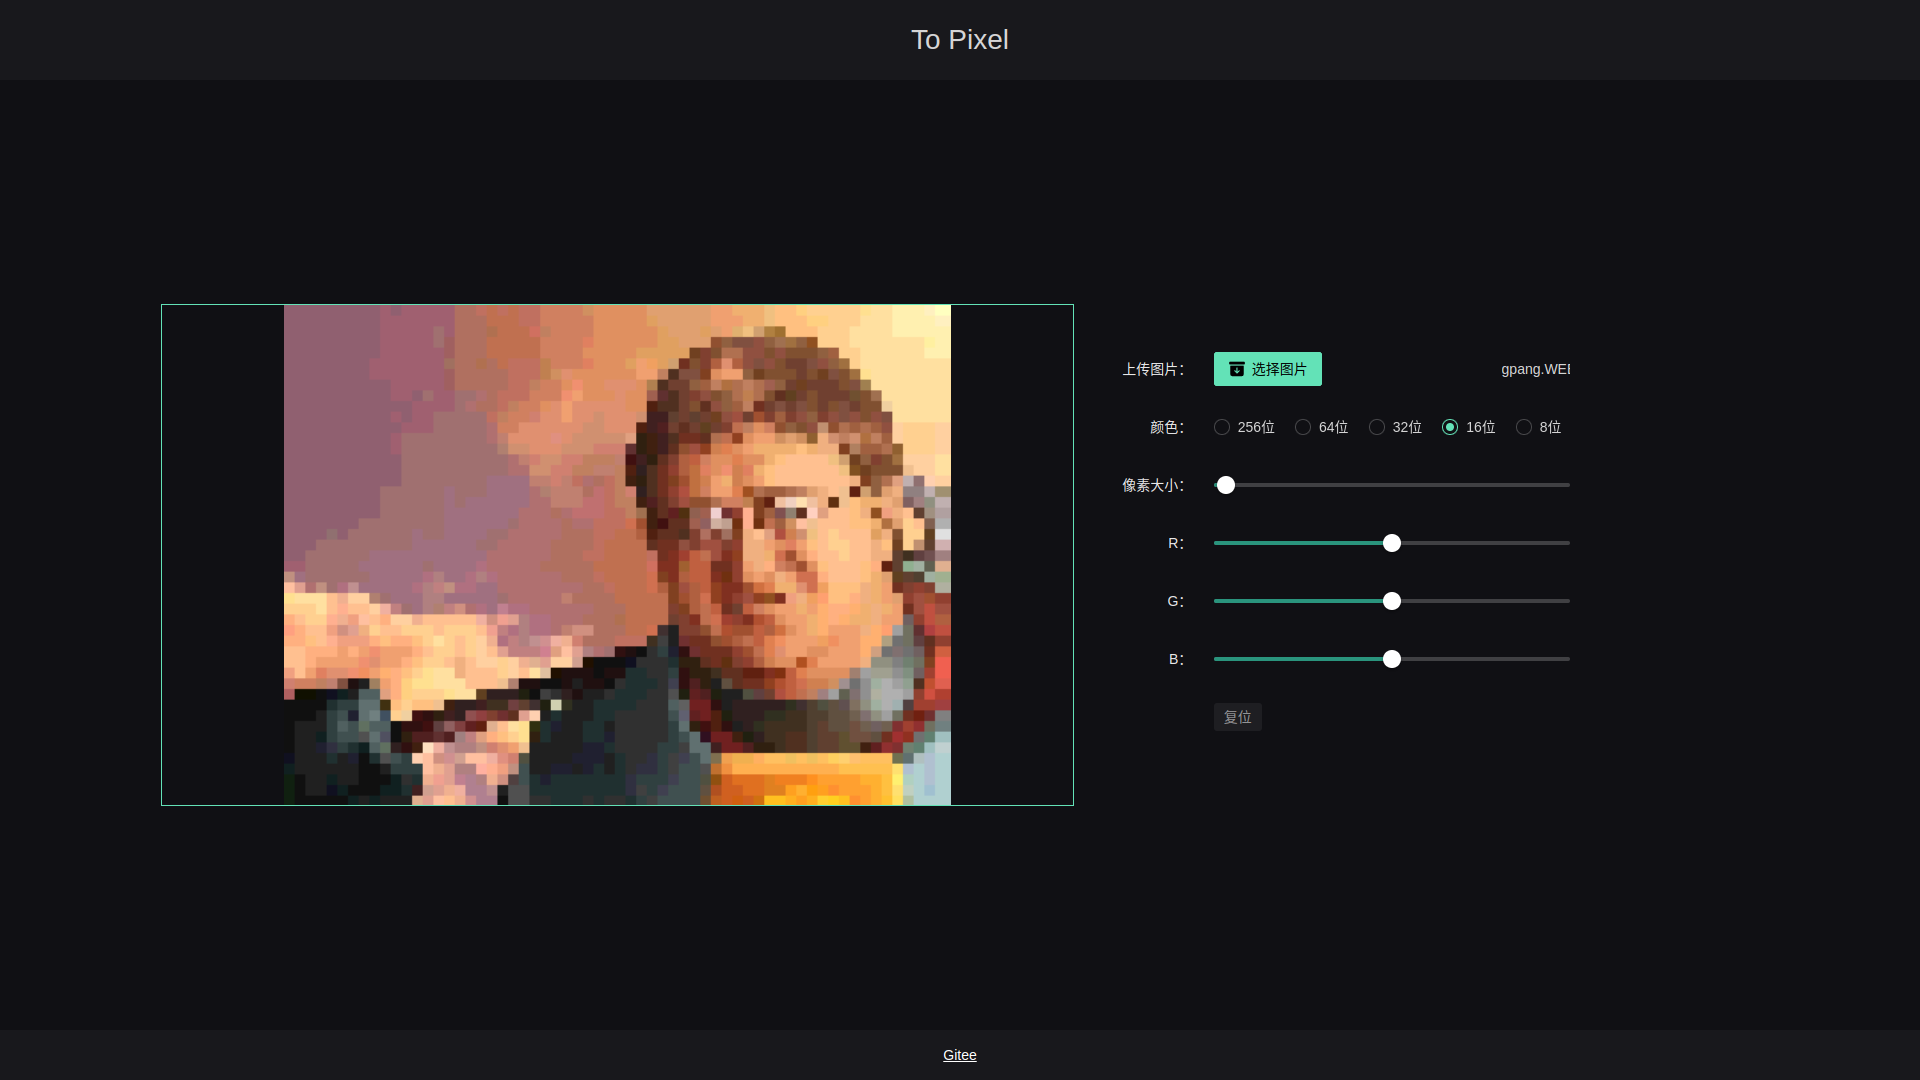 To Pixel
上传图片：
选择图片
gpang.WE
颜色：
256位 64位 32位 16位 8位
像素大小：
R：
G：
B：
复位
Gitee